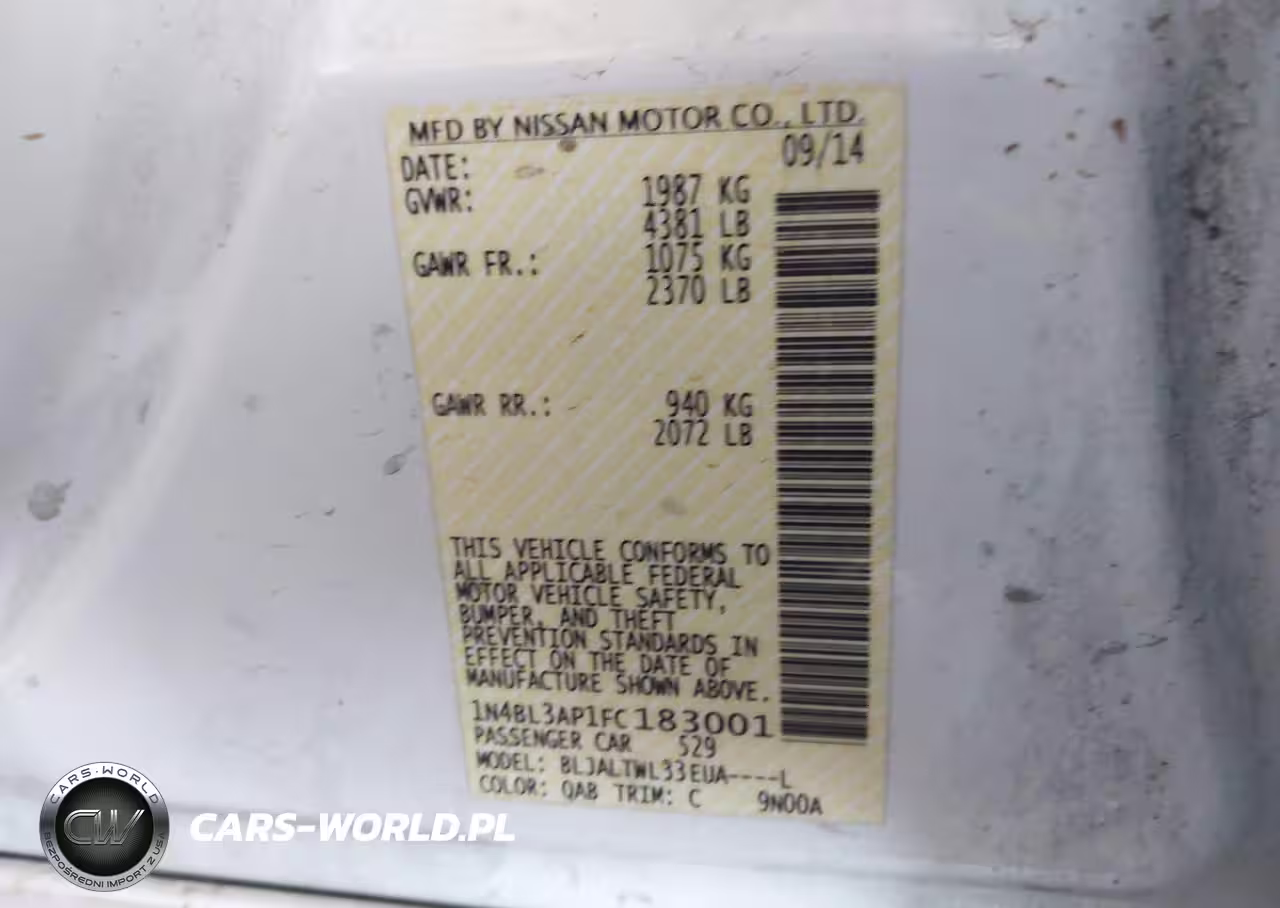 MFD BY NISSAN MOTOR CO., LTD.
DATE: 09/14
GVWR: 1987 KG
4381 LB
GAWR FR.: 1075 KG
2370 LB
GAWR RR.: 940 KG
2072 LB
THIS VEHICLE CONFORMS TO
ALL APPLICABLE FEDERAL
MOTOR VEHICLE SAFETY,
BUMPER, AND THEFT
PREVENTION STANDARDS IN
EFFECT ON THE DATE OF
MANUFACTURE SHOWN ABOVE.
1N4BL3AP1FC183001
PASSENGER CAR 529
MODEL: BLJALTWL33EUA----L
COLOR: QAB TRIM: C 9N00A
CARS-WORLD
CW
BEZPOŚREDNI IMPORT Z USA
CARS-WORLD.PL